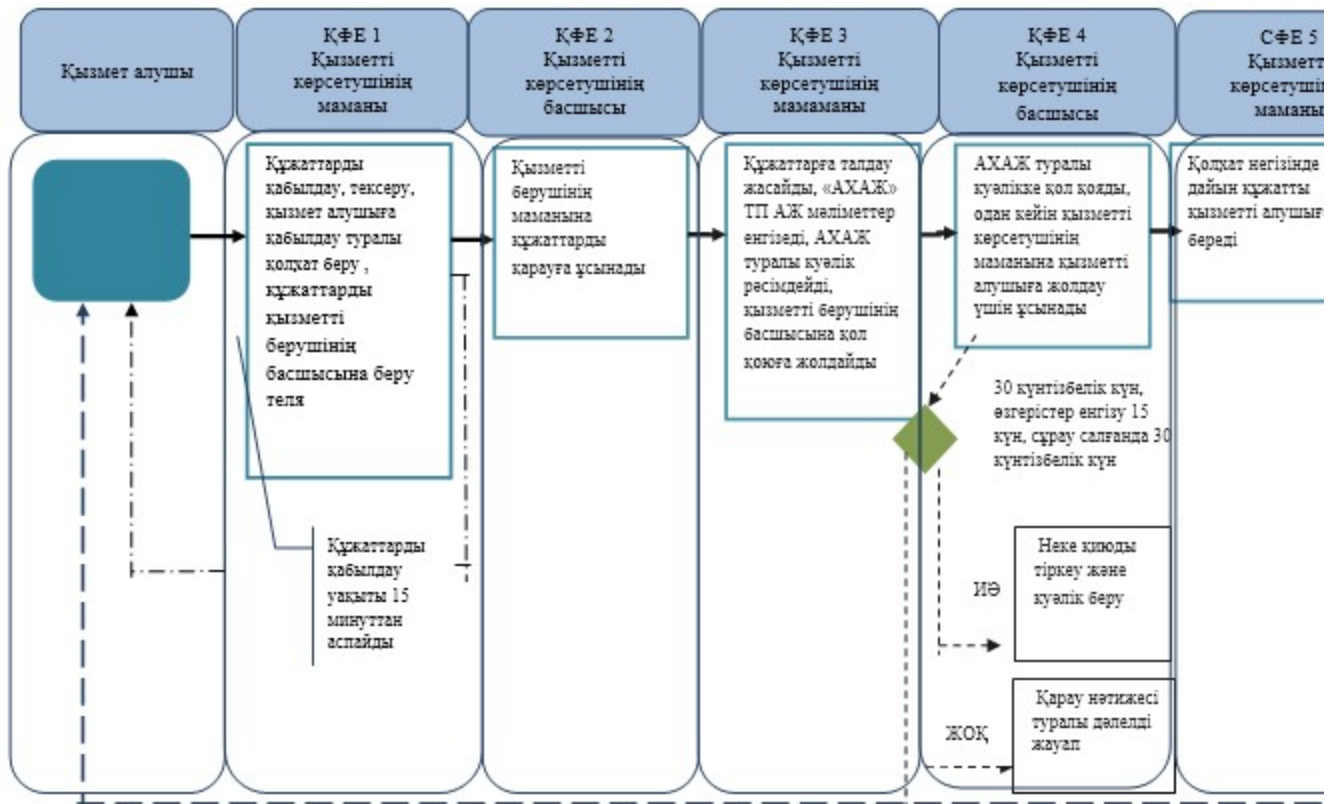 Қызмет алушы
ҚФЕ 1
Қызметті
көрсетушінің
маманы
ҚФЕ 2
Қызметті
көрсетушінің
басшысы
ҚФЕ 3
Қызметті
көрсетушінің
мамаманы
ҚФЕ 4
Қызметті
көрсетушінің
басшысы
СФЕ 5
Қызметт
көрсетуші
маманы
Құжаттарды
қабылдау, тексеру,
қызмет алушыға
қабылдау туралы
қолхат беру ,
құжаттарды
қызметті
берушінің
басшысына беру
теля
Қызметті
берушінің
маманына
құжаттарды
қарауға ұсынады
Құжаттарға талдау
жасайды, «АХАЖ»
ТП АЖ мәліметтер
енгізеді, АХАЖ
туралы куәлік
рәсімдейді,
қызметті берушінің
басшысына қол
қоюға жолдайды
АХАЖ туралы
куәлікке қол қояды,
одан кейін қызметті
көрсетушінің
маманына қызметті
алушыға жолдау
үшін ұсынады
Қолхат негізінде
дайын құжатты
қызметті алушығ
береді
30 күнтізбелік күн,
өзгерістер енгізу 15
күн, сұрау салғанда 30
күнтізбелік күн
Құжаттарды
қабылдау
уақыты 15
минуттан
аспайды
ИӘ
Неке қиюды
тіркеу және
куәлік беру
ЖОҚ
Қарау нәтижесі
туралы дәлелді
жауап